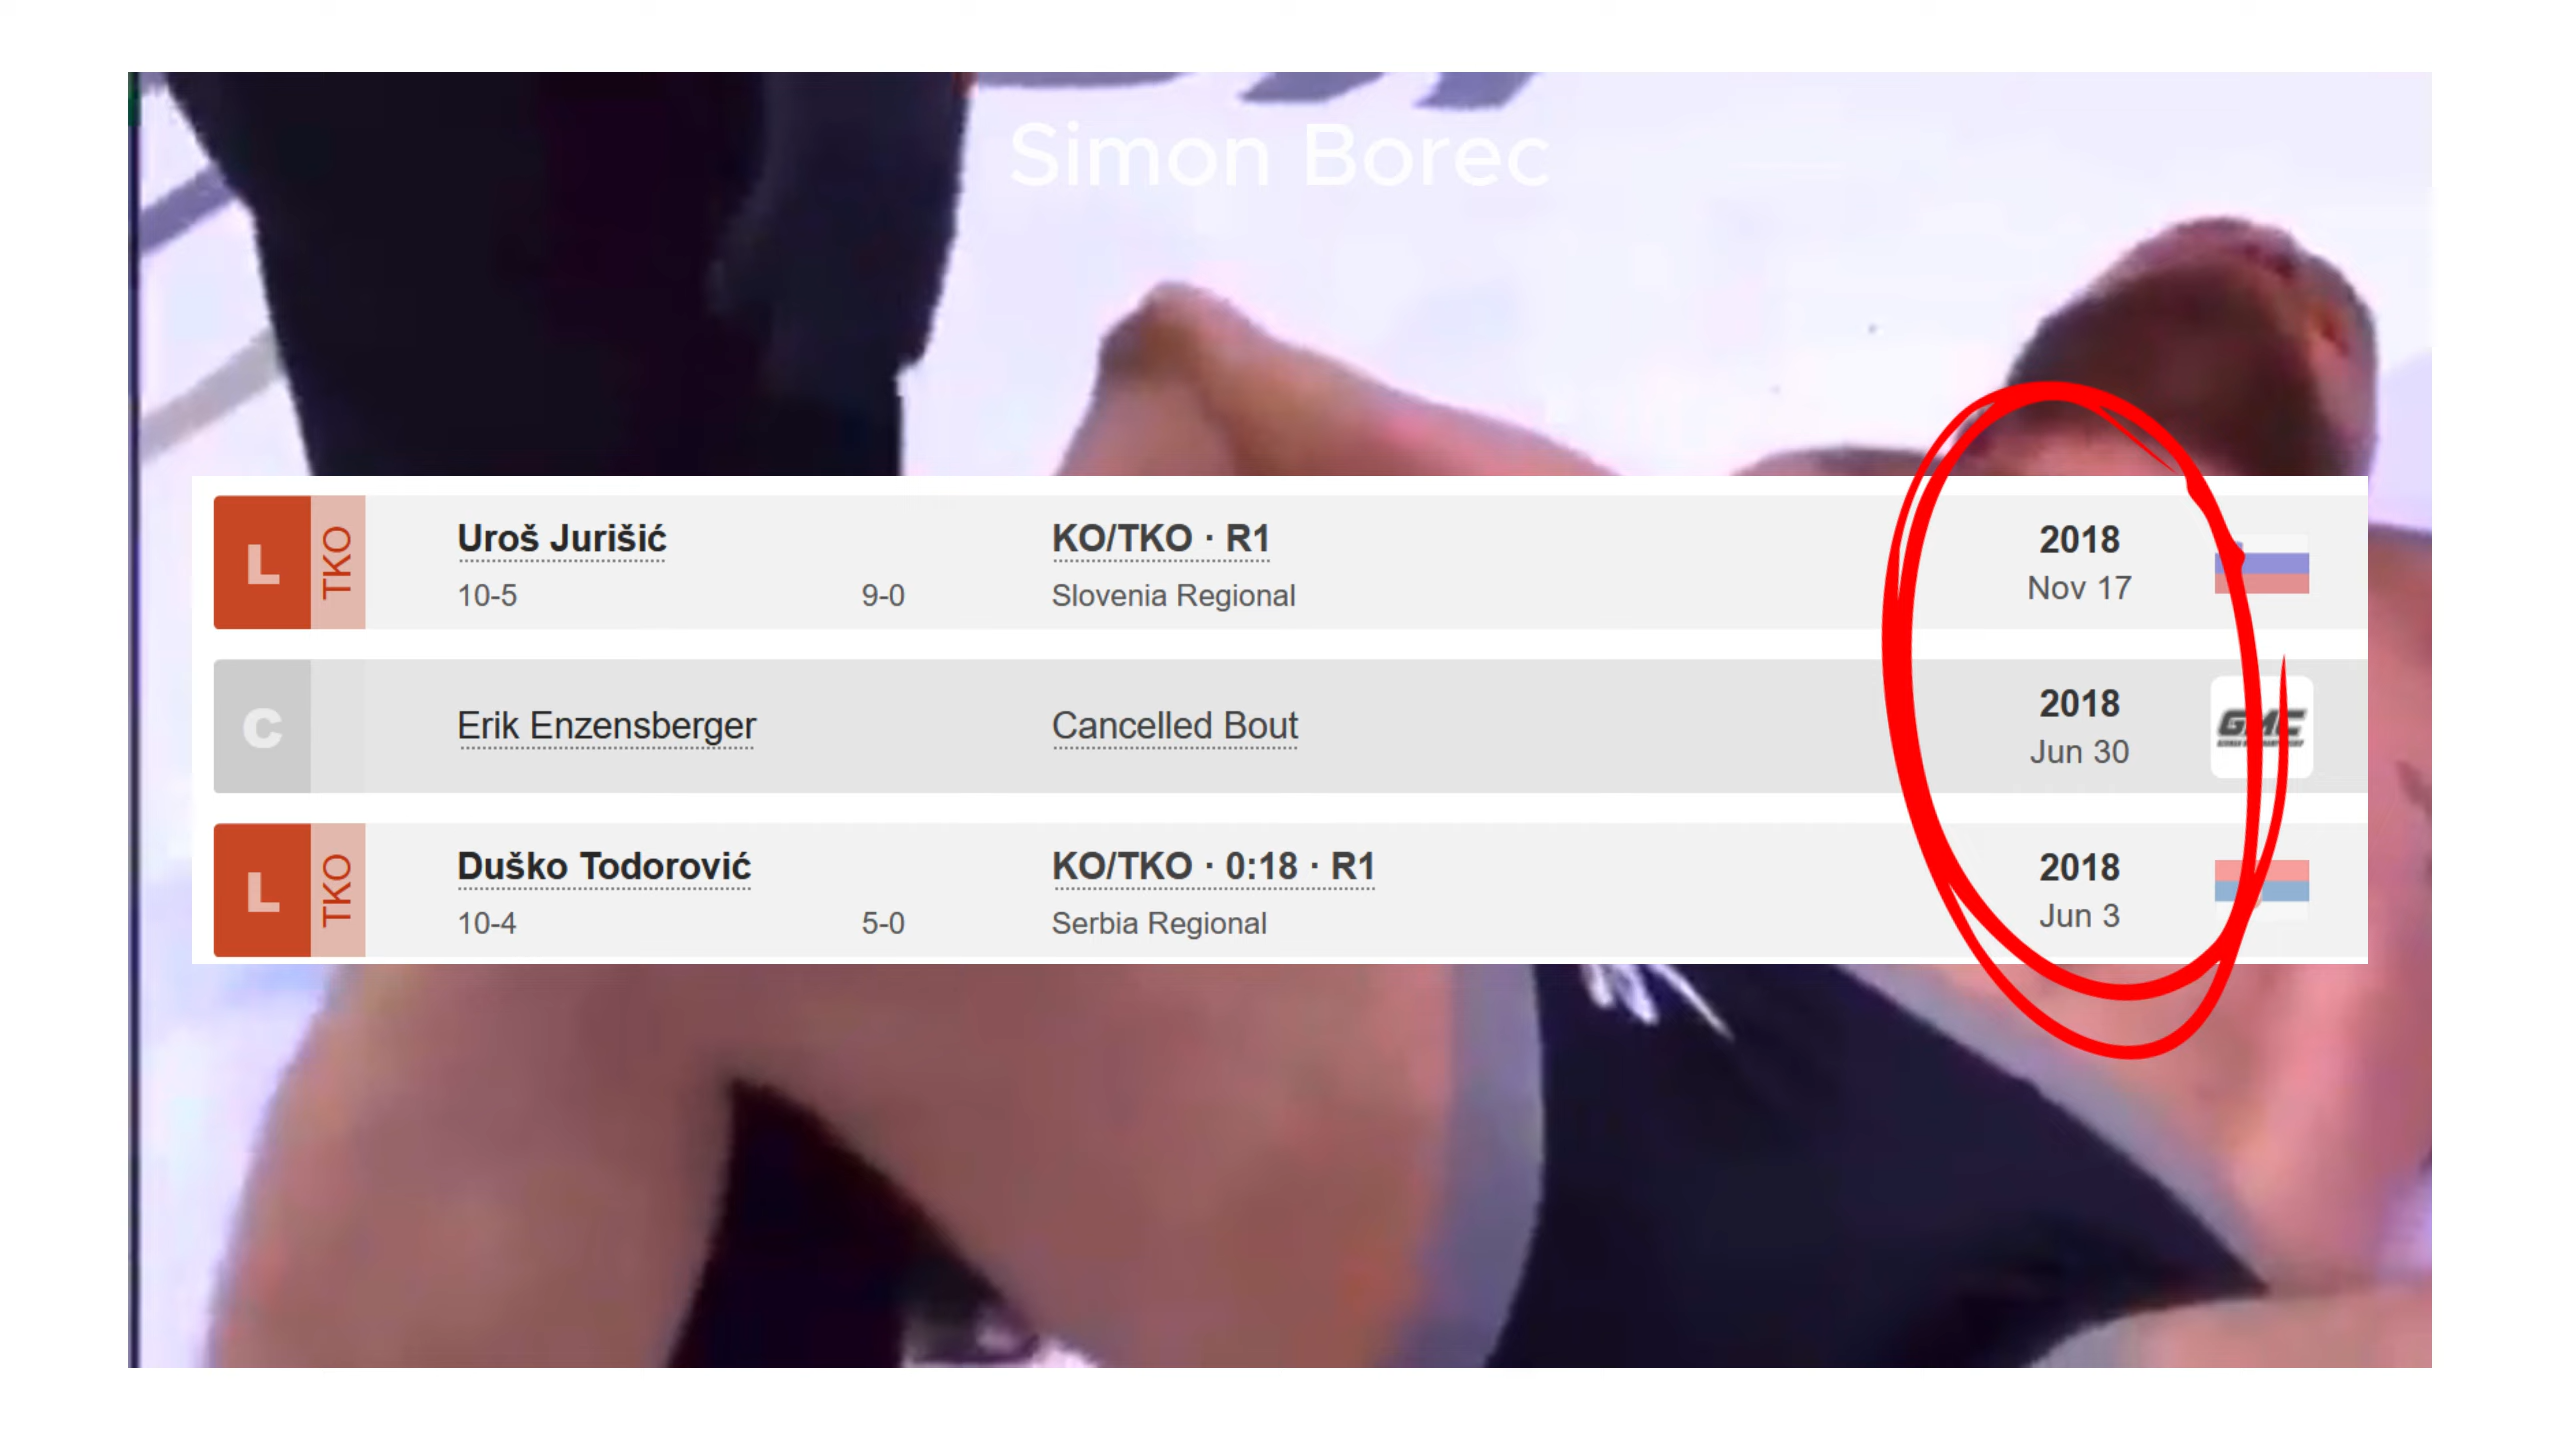 Simon Borec
L TKO Uroš Jurišić KO/TKO · R1 2018
10-5 9-0 Slovenia Regional Nov 17
C Erik Enzensberger Cancelled Bout 2018
Jun 30
GMC
L TKO Duško Todorović KO/TKO · 0:18 · R1 2018
10-4 5-0 Serbia Regional Jun 3